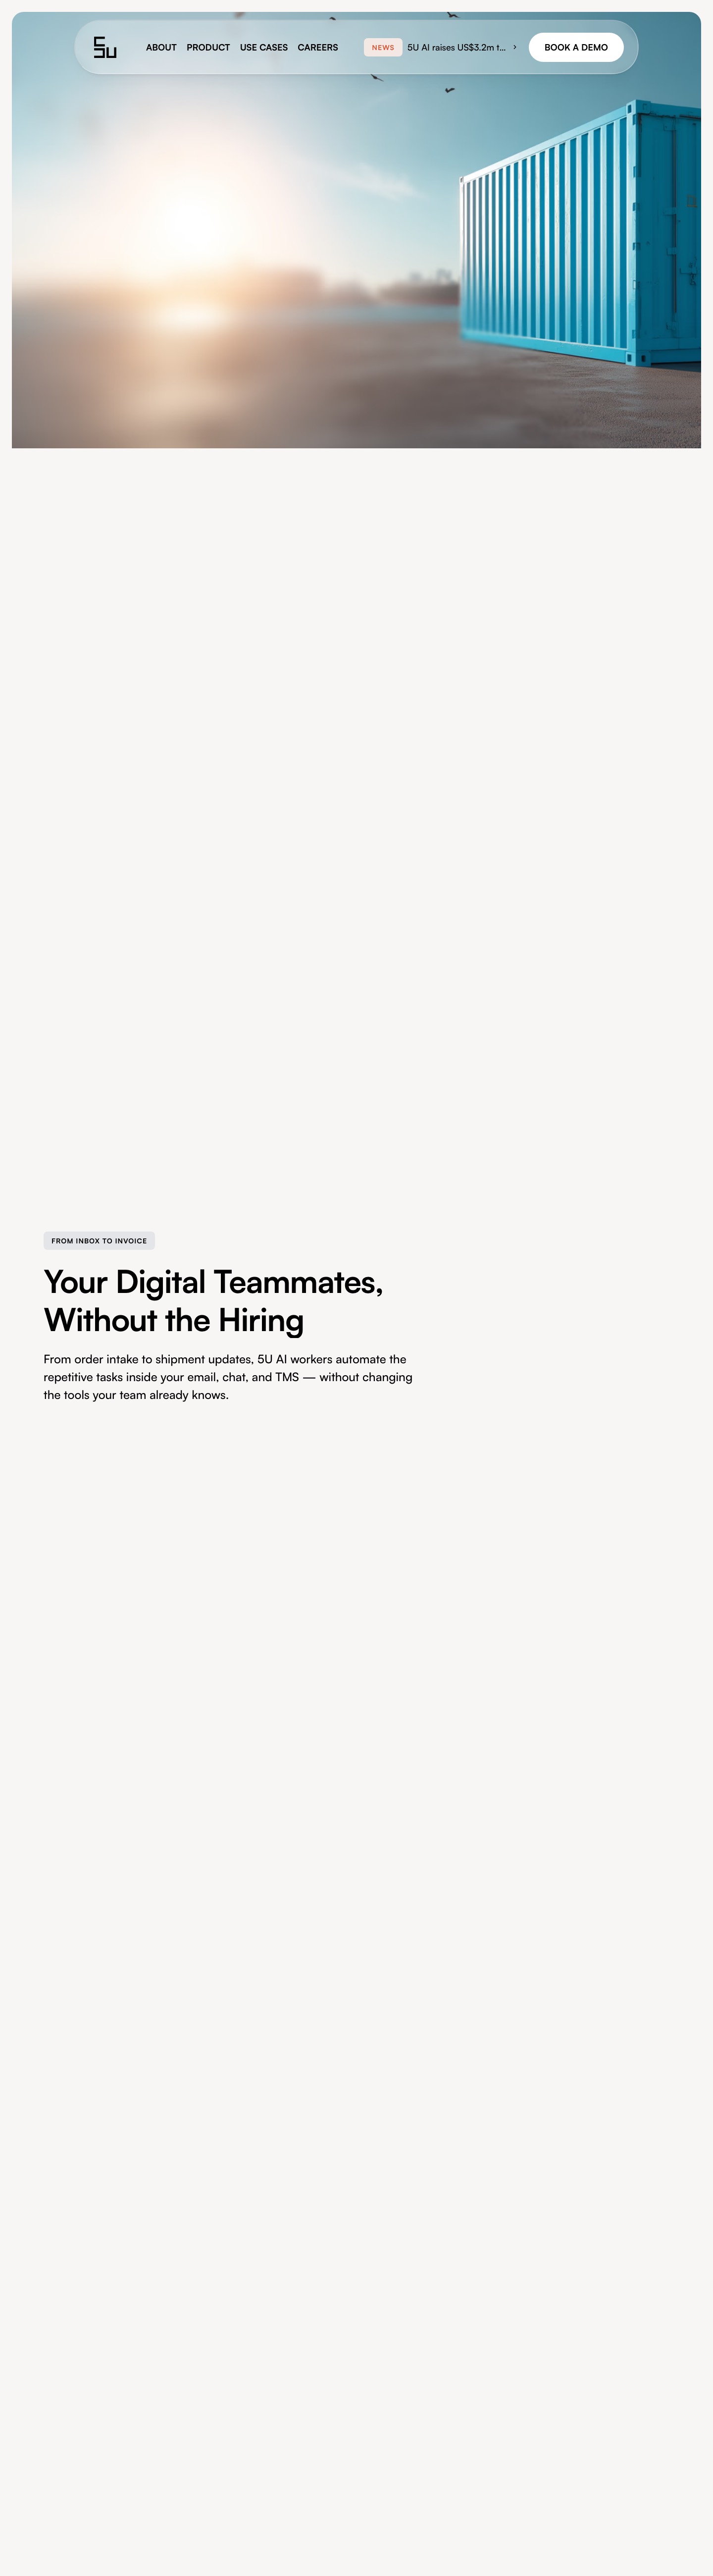 5U
ABOUT
PRODUCT
USE CASES
CAREERS
NEWS
5U AI raises US$3.2m t...
BOOK A DEMO
FROM INBOX TO INVOICE
Your Digital Teammates,
Without the Hiring
From order intake to shipment updates, 5U AI workers automate the
repetitive tasks inside your email, chat, and TMS — without changing
the tools your team already knows.